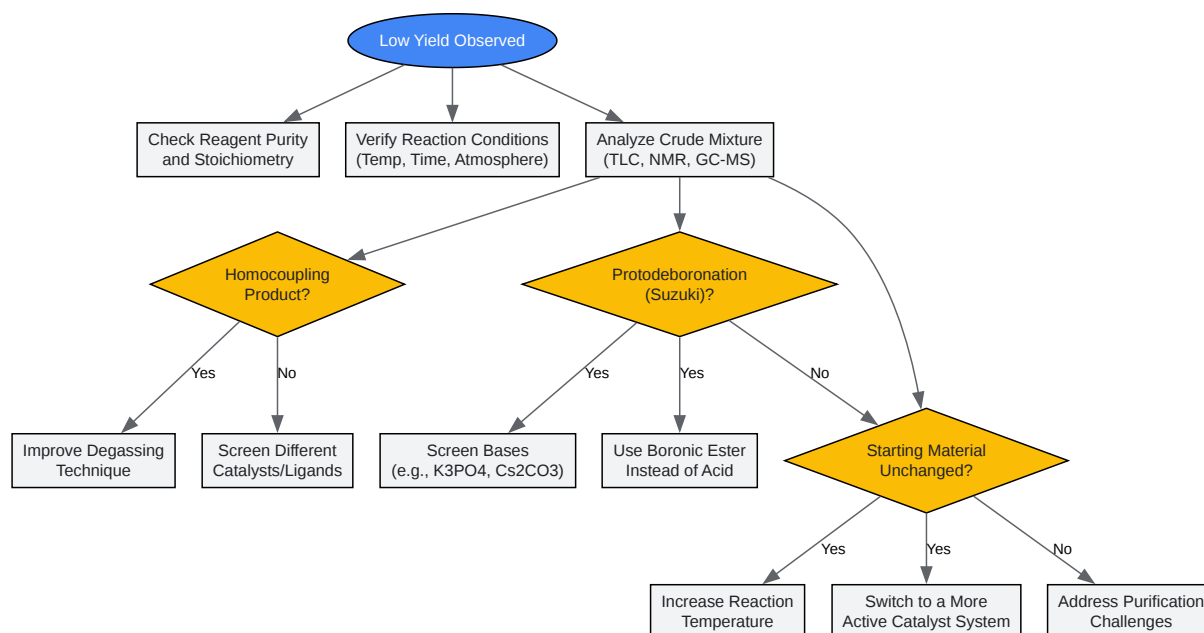 Low Yield Observed
Check Reagent Purity
and Stoichiometry
Verify Reaction Conditions
(Temp, Time, Atmosphere)
Analyze Crude Mixture
(TLC, NMR, GC-MS)
Homocoupling
Product?
Protodeboronation
(Suzuki)?
Yes
No
Yes
Yes
No
Improve Degassing
Technique
Screen Different
Catalysts/Ligands
Screen Bases
(e.g., K3PO4, Cs2CO3)
Use Boronic Ester
Instead of Acid
Starting Material
Unchanged?
Yes
Yes
No
Increase Reaction
Temperature
Switch to a More
Active Catalyst System
Address Purification
Challenges